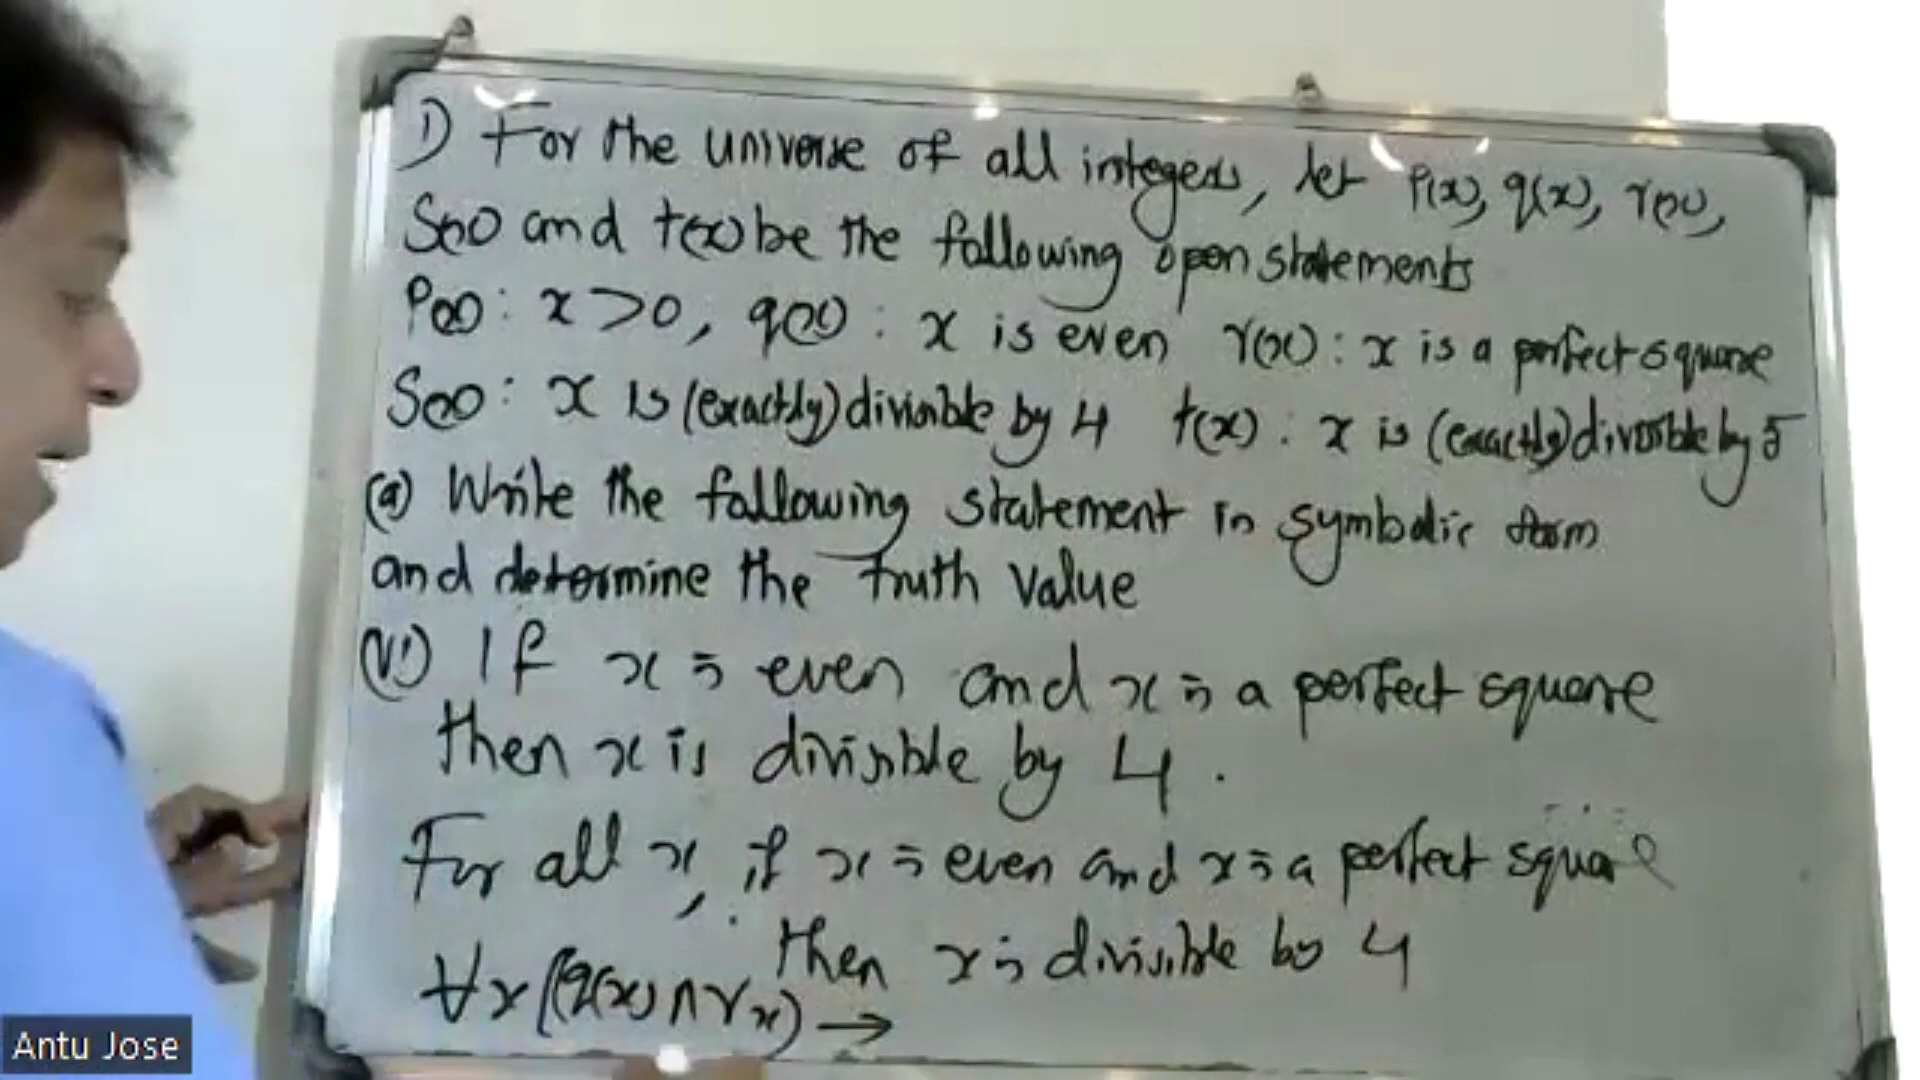 1) For the universe of all integers, let P(x), q(x), r(x),
S(x) and t(x) be the following open statements
P(x): x > 0, q(x): x is even r(x): x is a perfect square
S(x): x is (exactly) divisible by 4 t(x): x is (exactly) divisible by 5
(a) Write the following statement in symbolic form
and determine the truth value
(vi) If x is even and x is a perfect square
then x is divisible by 4.
For all x, if x is even and x is a perfect square
then x is divisible by 4
∀x((q(x) ∧ r x) →
Antu Jose